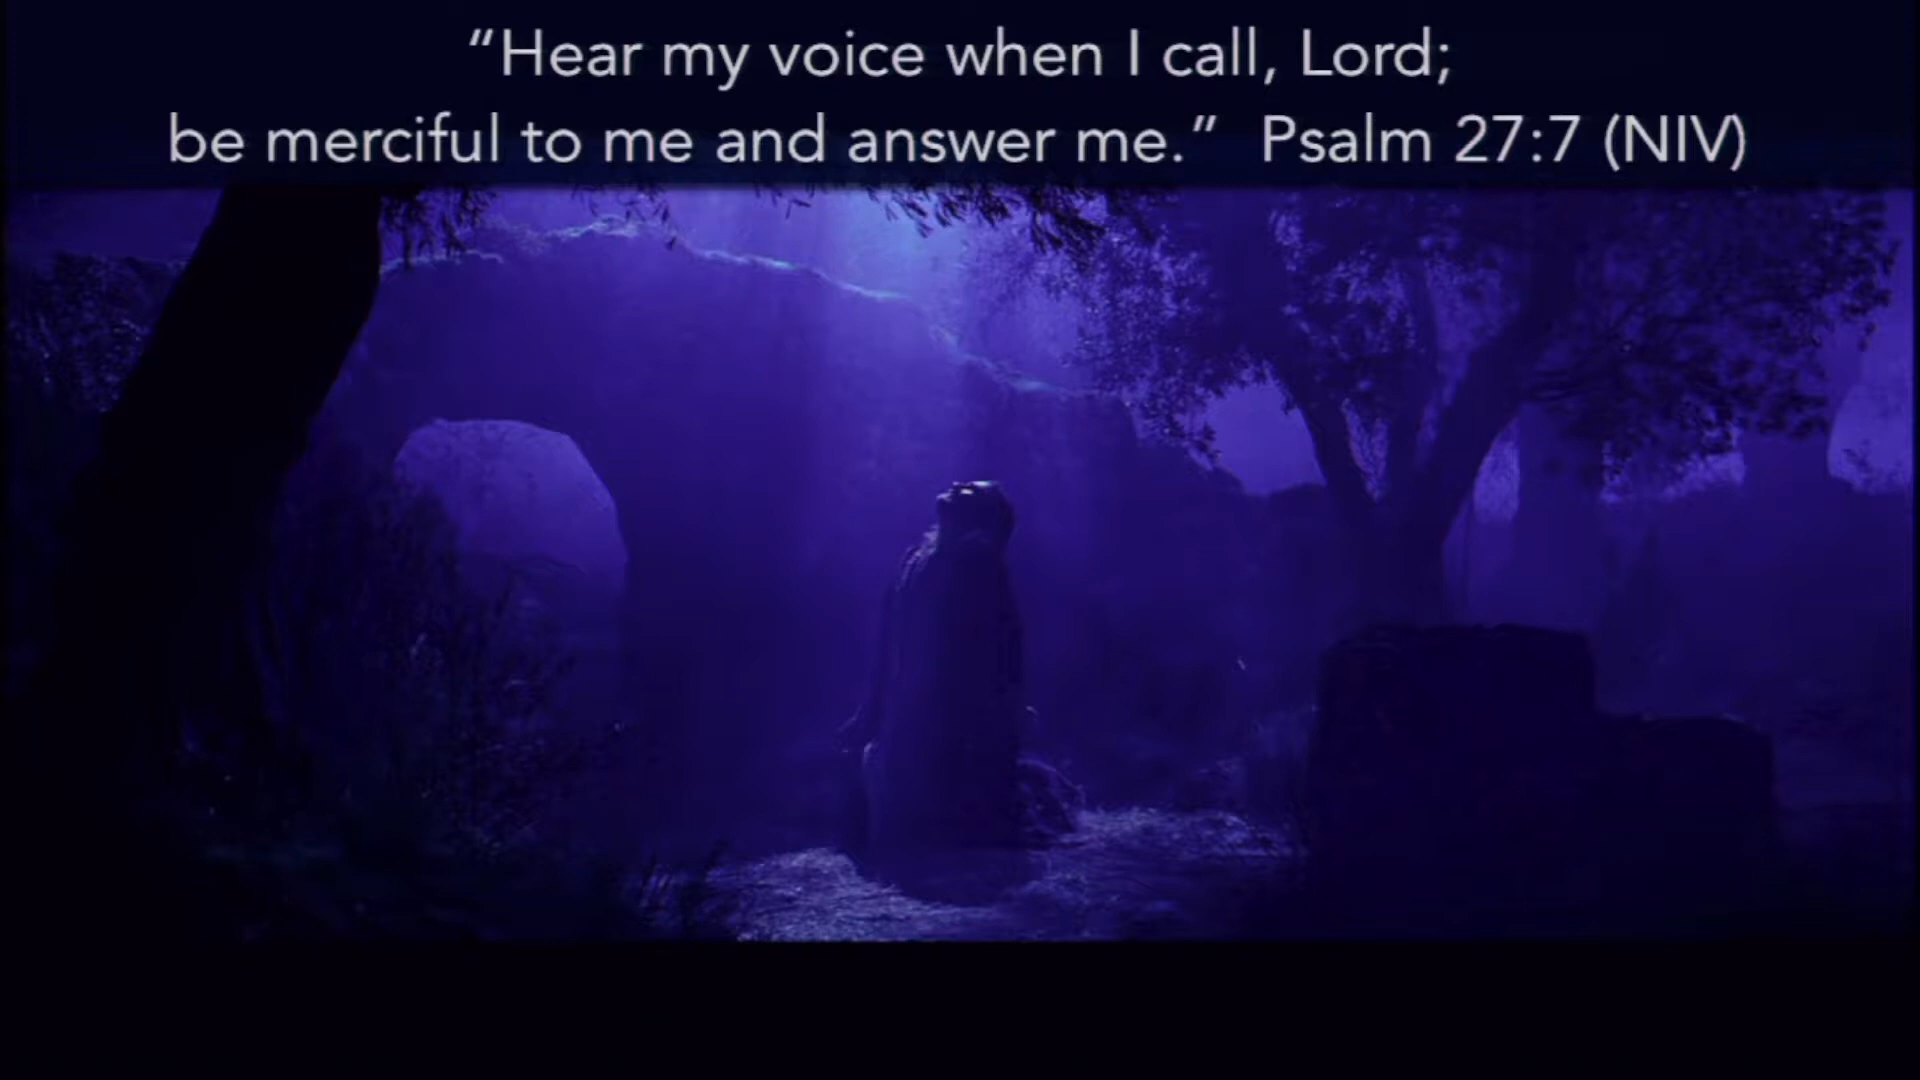 “Hear my voice when I call, Lord;
be merciful to me and answer me.” Psalm 27:7 (NIV)